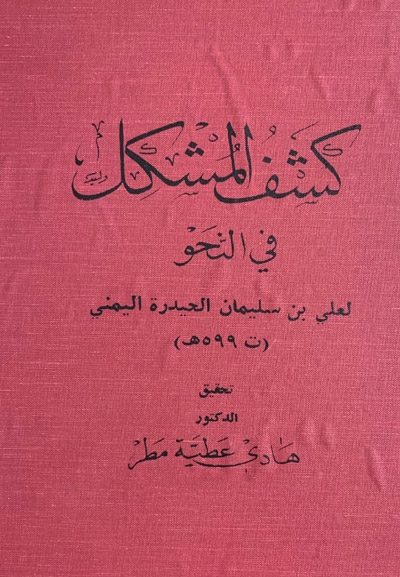 كشف المشكل
في النحو
لعلي بن سليمان الحيدرة اليمني
(ت ٥٩٩هـ)
تحقيق
الدكتور
هادي عطية مطر